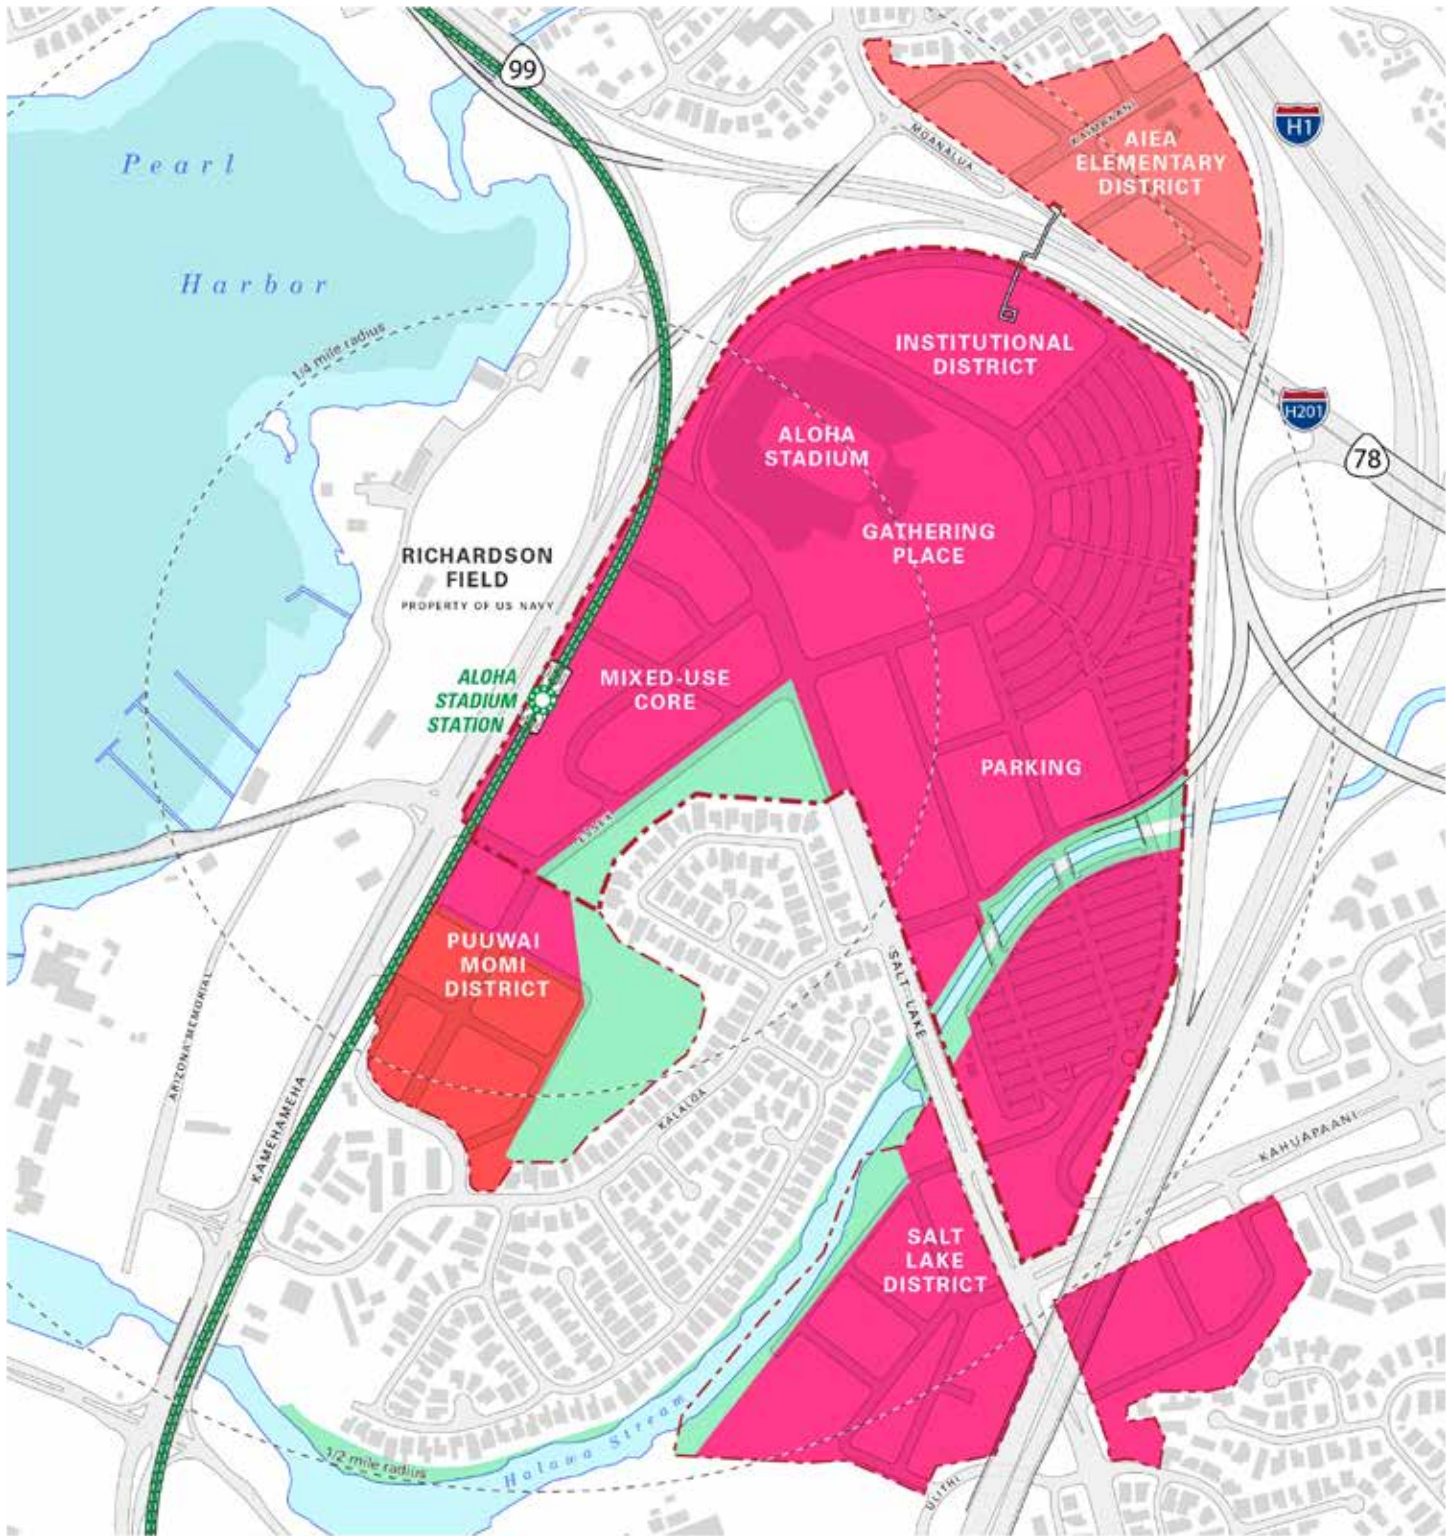 99
H1
KAIMAKANI
AIEA
ELEMENTARY
DISTRICT
MOANALUA
Pearl
Harbor
1/4 mile radius
INSTITUTIONAL
DISTRICT
H201
78
ALOHA
STADIUM
GATHERING
PLACE
RICHARDSON
FIELD
PROPERTY OF US NAVY
ALOHA
STADIUM
STATION
MIXED-USE
CORE
PARKING
PUUWAI
MOMI
DISTRICT
SALT LAKE
ARIZONA MEMORIAL
KAMEHAMEHA
KALALOA
KAHUAPAANI
SALT
LAKE
DISTRICT
1/2 mile radius
Halawa Stream
ULITHI